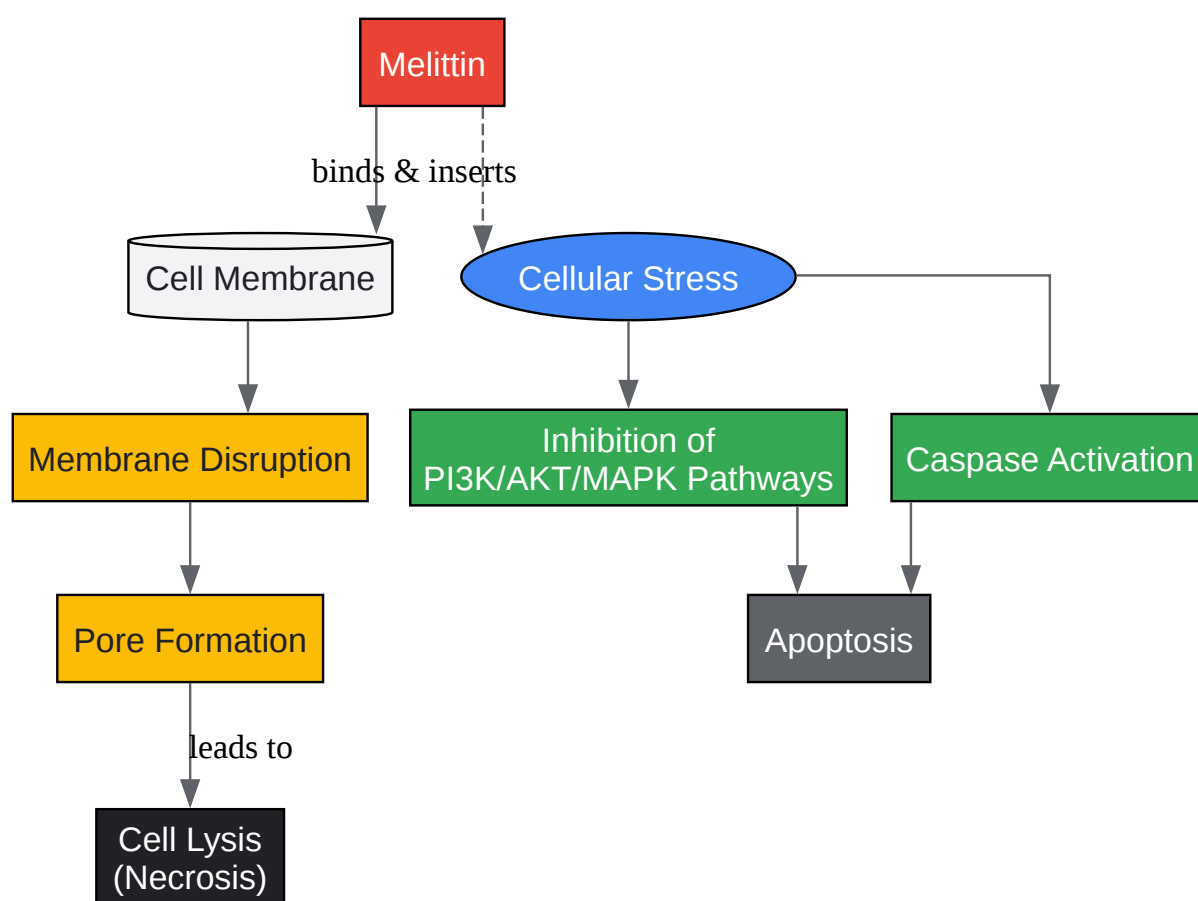 Melittin
binds & inserts
Cell Membrane
Cellular Stress
Membrane Disruption
Inhibition of
PI3K/AKT/MAPK Pathways
Caspase Activation
Pore Formation
Apoptosis
leads to
Cell Lysis
(Necrosis)